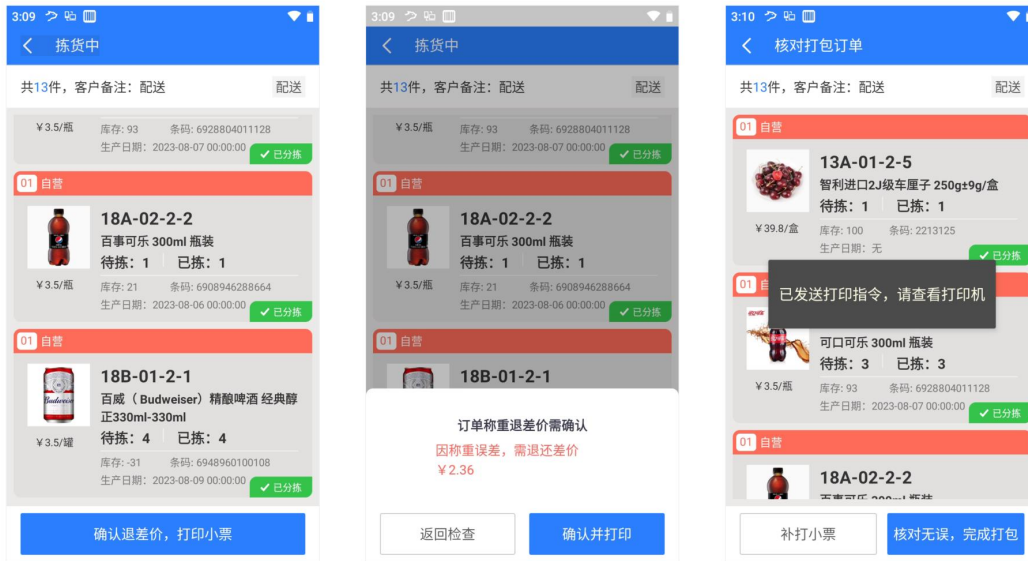 3:09
拣货中
共13件，客户备注：配送
配送
￥3.5/瓶
库存: 93 条码: 6928804011128
生产日期： 2023-08-07 00:00:00
已分拣
01 自营
18A-02-2-2
百事可乐 300ml 瓶装
待拣：1 已拣：1
￥3.5/瓶
库存: 21 条码: 6908946288664
生产日期： 2023-08-06 00:00:00
已分拣
01 自营
18B-01-2-1
百威（ Budweiser）精酿啤酒 经典醇
正330ml-330ml
待拣：4 已拣：4
￥3.5/罐
库存: -31 条码: 6948960100108
生产日期： 2023-08-09 00:00:00
已分拣
确认退差价，打印小票
3:09
拣货中
共13件，客户备注：配送
配送
￥3.5/瓶
库存: 93 条码: 6928804011128
生产日期： 2023-08-07 00:00:00
已分拣
01 自营
18A-02-2-2
百事可乐 300ml 瓶装
待拣：1 已拣：1
￥3.5/瓶
库存: 21 条码: 6908946288664
生产日期： 2023-08-06 00:00:00
已分拣
01 自营
18B-01-2-1
订单称重退差价需确认
因称重误差，需退还差价
￥2.36
返回检查
确认并打印
3:10
核对打包订单
共13件，客户备注：配送
配送
01 自营
13A-01-2-5
智利进口2J级车厘子 250g±9g/盒
待拣：1 已拣：1
￥39.8/盒
库存: 100 条码: 2213125
生产日期：无
已分拣
01
已发送打印指令，请查看打印机
可口可乐 300ml 瓶装
待拣：3 已拣：3
￥3.5/瓶
库存: 93 条码: 6928804011128
生产日期： 2023-08-07 00:00:00
已分拣
01 自营
18A-02-2-2
百事可乐 300ml 瓶装
补打小票
核对无误，完成打包